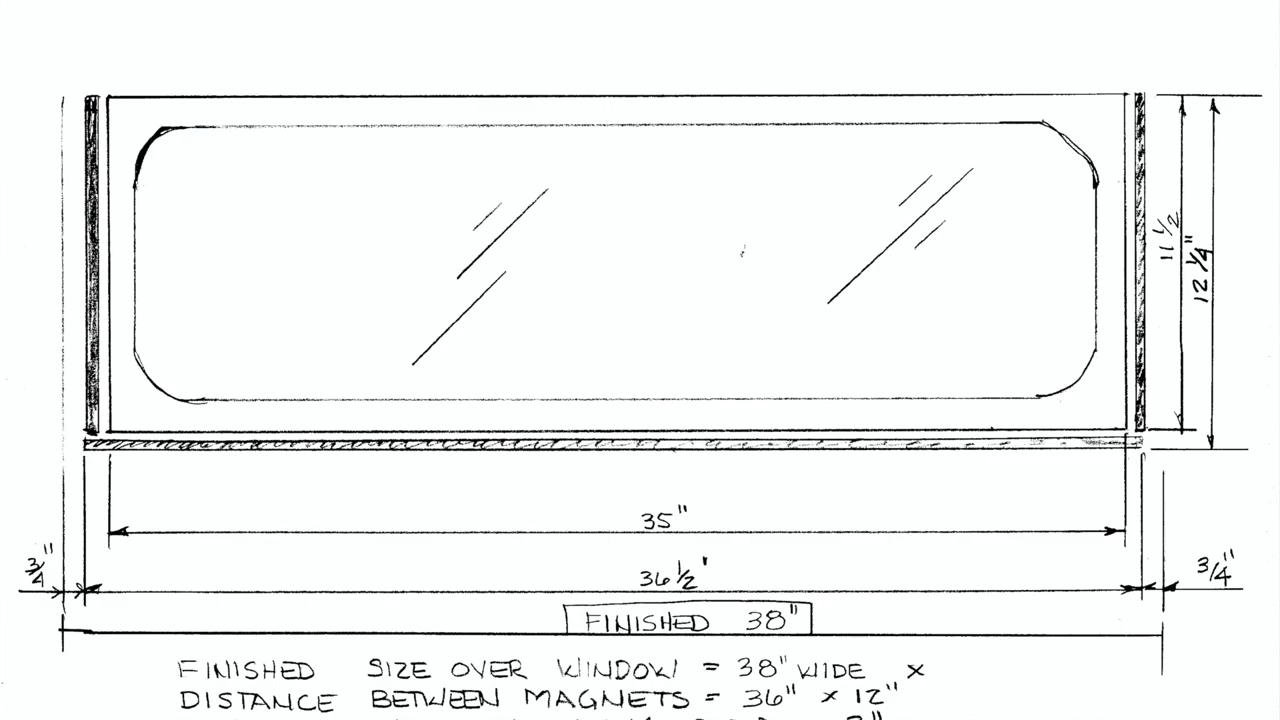 11 1/2
12 1/4"
35"
3/4"
36 1/2'
3/4"
FINISHED 38"
FINISHED SIZE OVER WINDOW = 38" WIDE x
DISTANCE BETWEEN MAGNETS = 36" x 12"